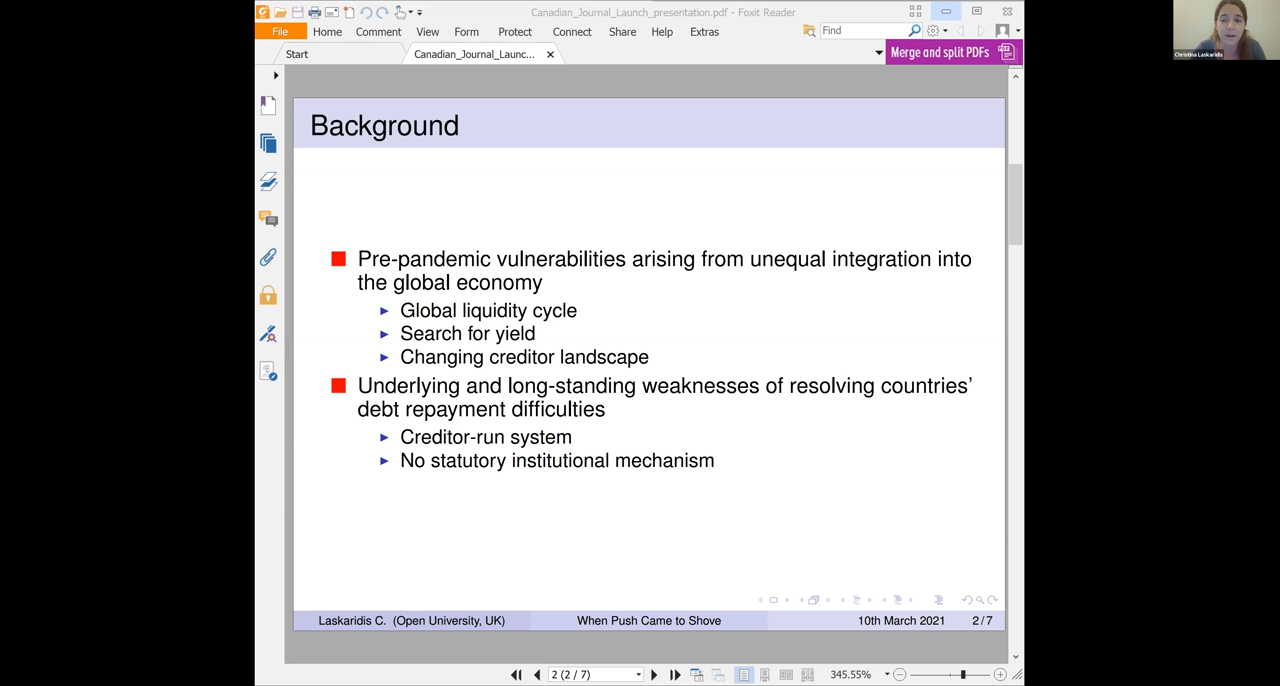 Canadian_Journal_Launch_presentation.pdf - Foxit Reader
File Home Comment View Form Protect Connect Share Help Extras Find
Start Canadian_Journal_Launc... Merge and split PDFs
Christina Laskaridis
Background
Pre-pandemic vulnerabilities arising from unequal integration into
the global economy
Global liquidity cycle
Search for yield
Changing creditor landscape
Underlying and long-standing weaknesses of resolving countries'
debt repayment difficulties
Creditor-run system
No statutory institutional mechanism
Laskaridis C. (Open University, UK) When Push Came to Shove 10th March 2021 2/7
2 (2 / 7) 345.55%